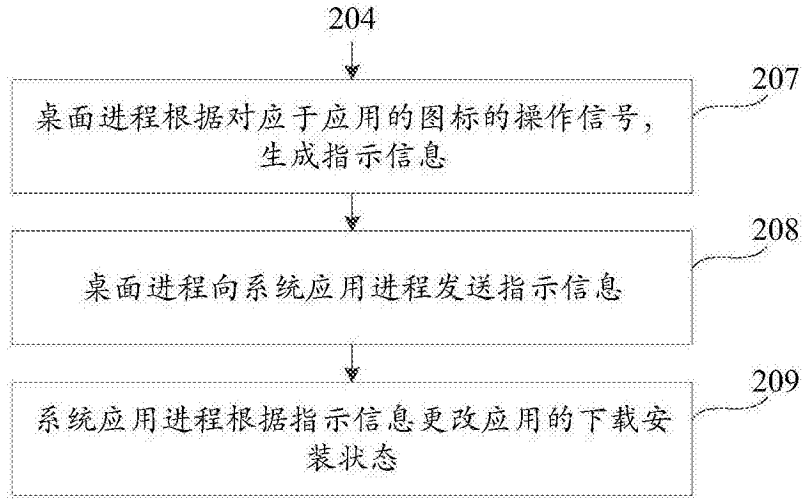 204
207
桌面进程根据对应于应用的图标的操作信号，
生成指示信息
208
桌面进程向系统应用进程发送指示信息
209
系统应用进程根据指示信息更改应用的下载安
装状态